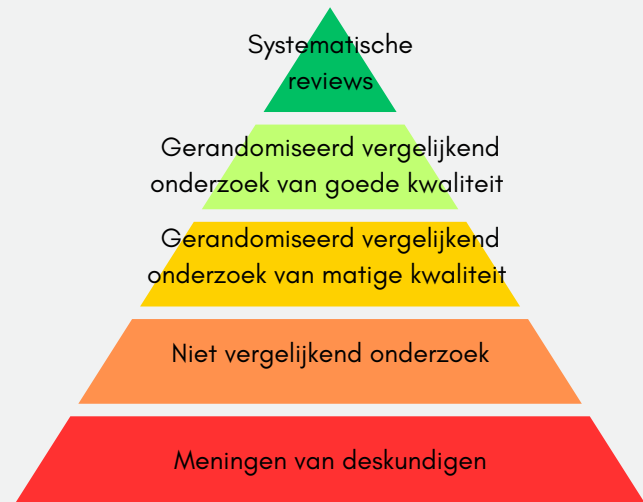 Systematische
reviews
Gerandomiseerd vergelijkend
onderzoek van goede kwaliteit
Gerandomiseerd vergelijkend
onderzoek van matige kwaliteit
Niet vergelijkend onderzoek
Meningen van deskundigen